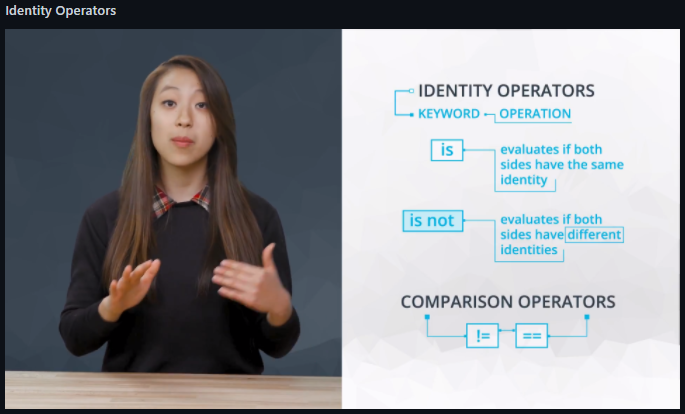 Identity Operators
IDENTITY OPERATORS
KEYWORD OPERATION
is
evaluates if both
sides have the same
identity
is not
evaluates if both
sides have different
identities
COMPARISON OPERATORS
!= ==